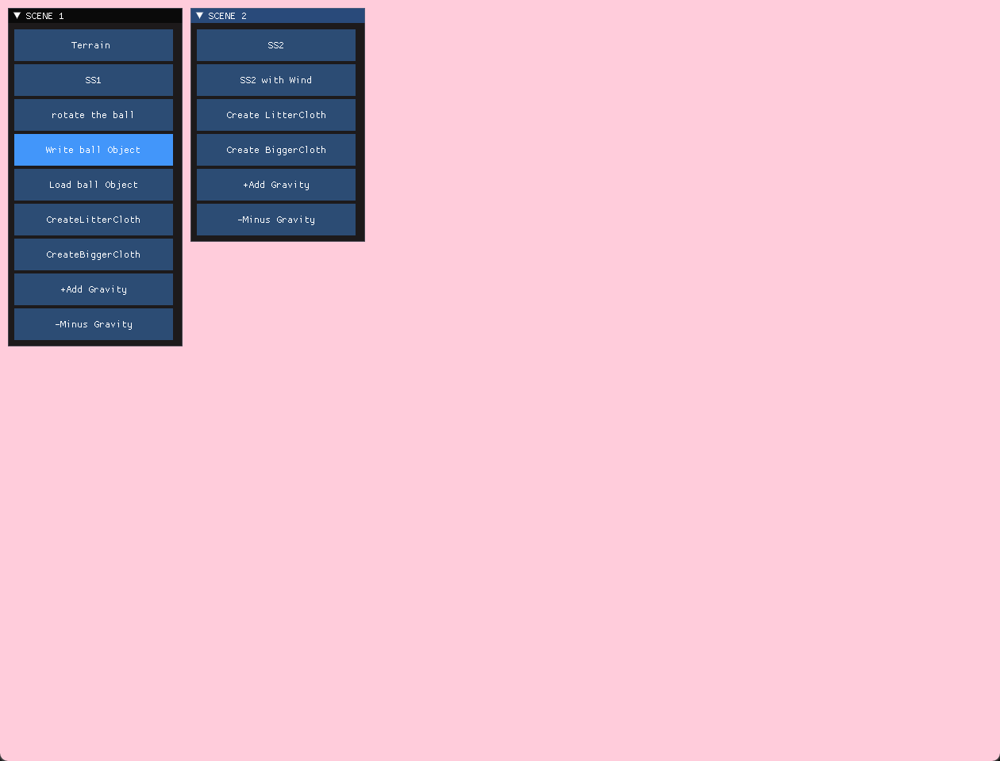 SCENE 1
Terrain
SS1
rotate the ball
Write ball Object
Load ball Object
CreateLitterCloth
CreateBiggerCloth
+Add Gravity
-Minus Gravity
SCENE 2
SS2
SS2 with Wind
Create LitterCloth
Create BiggerCloth
+Add Gravity
-Minus Gravity